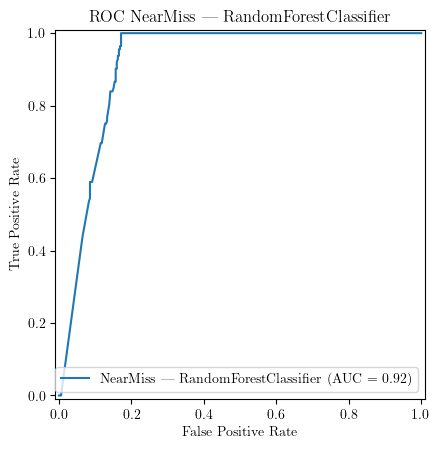 ROC NearMiss — RandomForestClassifier
True Positive Rate
1.0
0.8
0.6
0.4
0.2
0.0
NearMiss — RandomForestClassifier (AUC = 0.92)
0.0 0.2 0.4 0.6 0.8 1.0
False Positive Rate